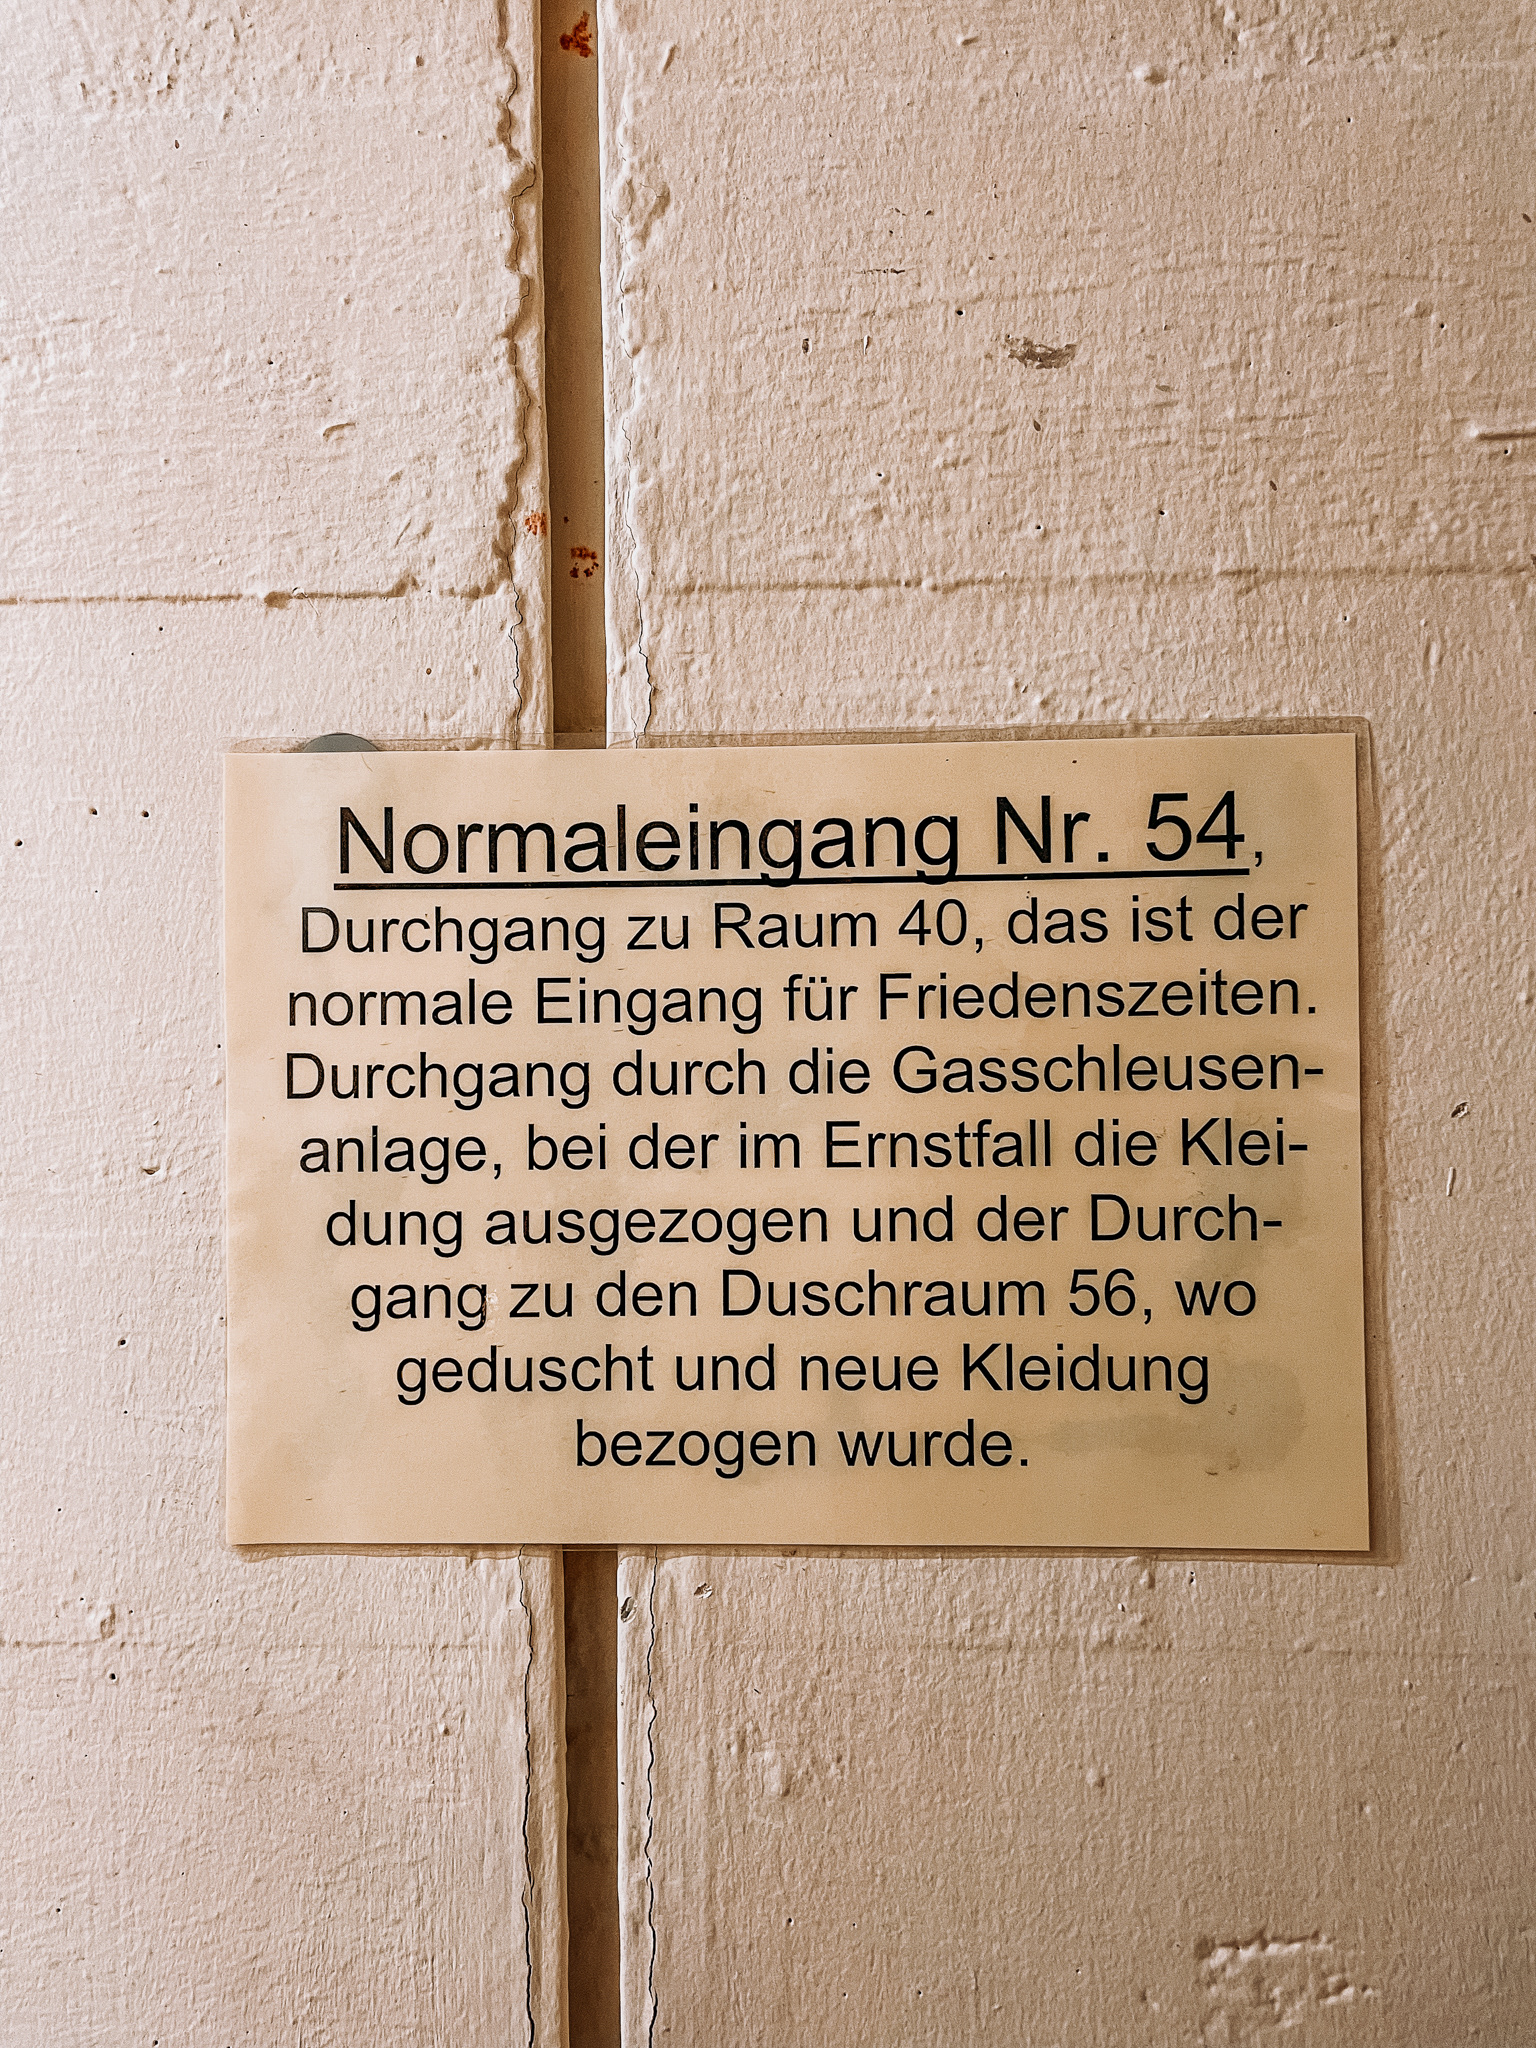 Normaleingang Nr. 54,
Durchgang zu Raum 40, das ist der
normale Eingang für Friedenszeiten.
Durchgang durch die Gasschleusen-
anlage, bei der im Ernstfall die Klei-
dung ausgezogen und der Durch-
gang zu den Duschraum 56, wo
geduscht und neue Kleidung
bezogen wurde.